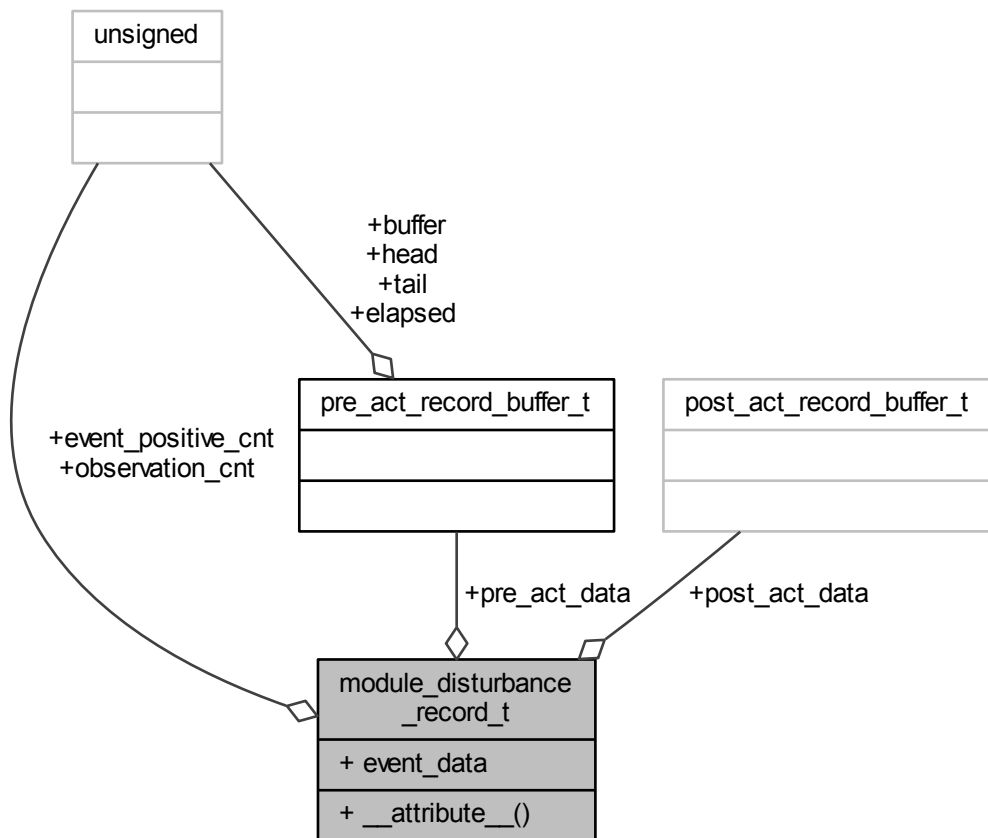 unsigned
+buffer
+head
+tail
+elapsed
pre_act_record_buffer_t
post_act_record_buffer_t
+event_positive_cnt
+observation_cnt
+pre_act_data
+post_act_data
module_disturbance
_record_t
+ event_data
+ __attribute__()